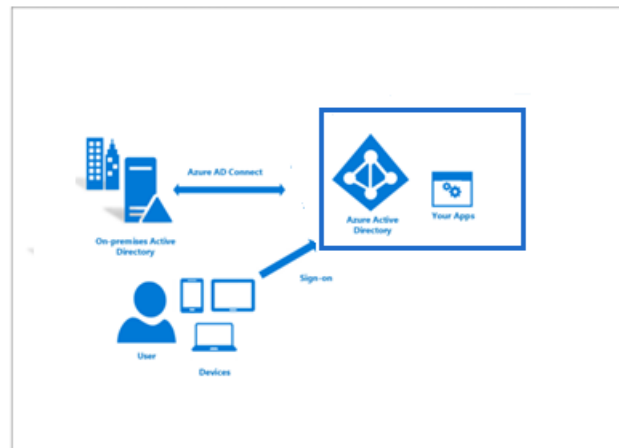 Azure AD Connect
Azure Active
Directory
Your Apps
On-premises Active
Directory
Sign-on
User
Devices